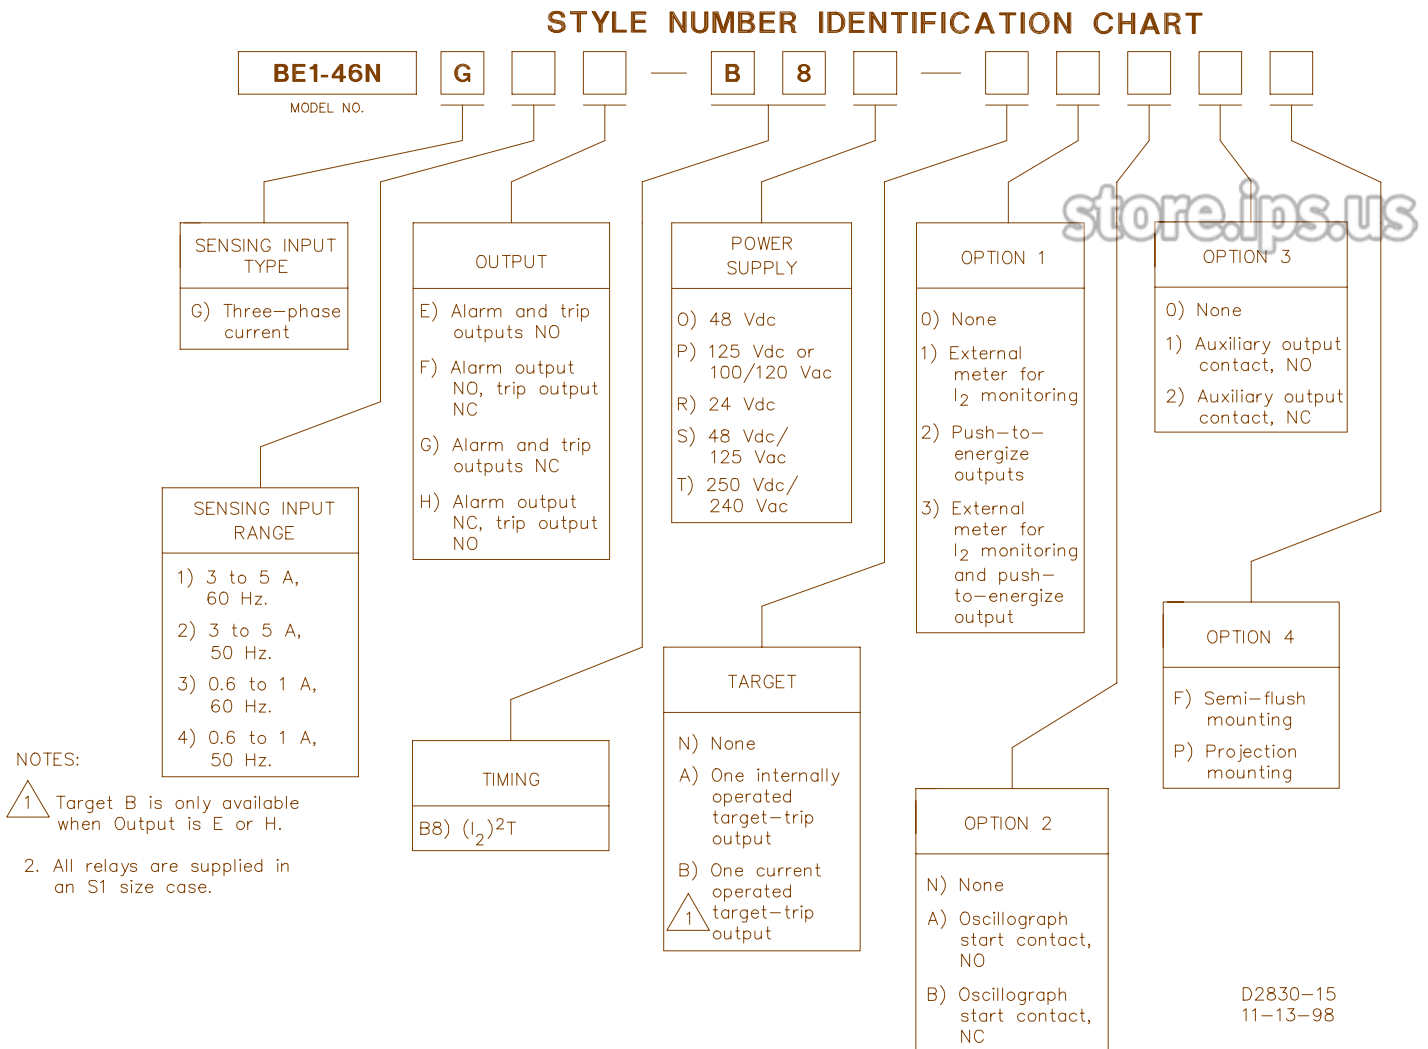 STYLE NUMBER IDENTIFICATION CHART
BE1-46N G — B 8 —
MODEL NO.
store.ips.us
SENSING INPUT
TYPE
G) Three-phase
current
SENSING INPUT
RANGE
1) 3 to 5 A,
60 Hz.
2) 3 to 5 A,
50 Hz.
3) 0.6 to 1 A,
60 Hz.
4) 0.6 to 1 A,
50 Hz.
OUTPUT
E) Alarm and trip
outputs NO
F) Alarm output
NO, trip output
NC
G) Alarm and trip
outputs NC
H) Alarm output
NC, trip output
NO
TIMING
B8) (I2)2T
POWER
SUPPLY
O) 48 Vdc
P) 125 Vdc or
100/120 Vac
R) 24 Vdc
S) 48 Vdc/
125 Vac
T) 250 Vdc/
240 Vac
TARGET
N) None
A) One internally
operated
target-trip
output
B) One current
operated
1 target-trip
output
OPTION 1
0) None
1) External
meter for
I2 monitoring
2) Push-to-
energize
outputs
3) External
meter for
I2 monitoring
and push-
to-energize
output
OPTION 2
N) None
A) Oscillograph
start contact,
NO
B) Oscillograph
start contact,
NC
OPTION 3
0) None
1) Auxiliary output
contact, NO
2) Auxiliary output
contact, NC
OPTION 4
F) Semi-flush
mounting
P) Projection
mounting
NOTES:
1 Target B is only available
when Output is E or H.
2. All relays are supplied in
an S1 size case.
D2830-15
11-13-98